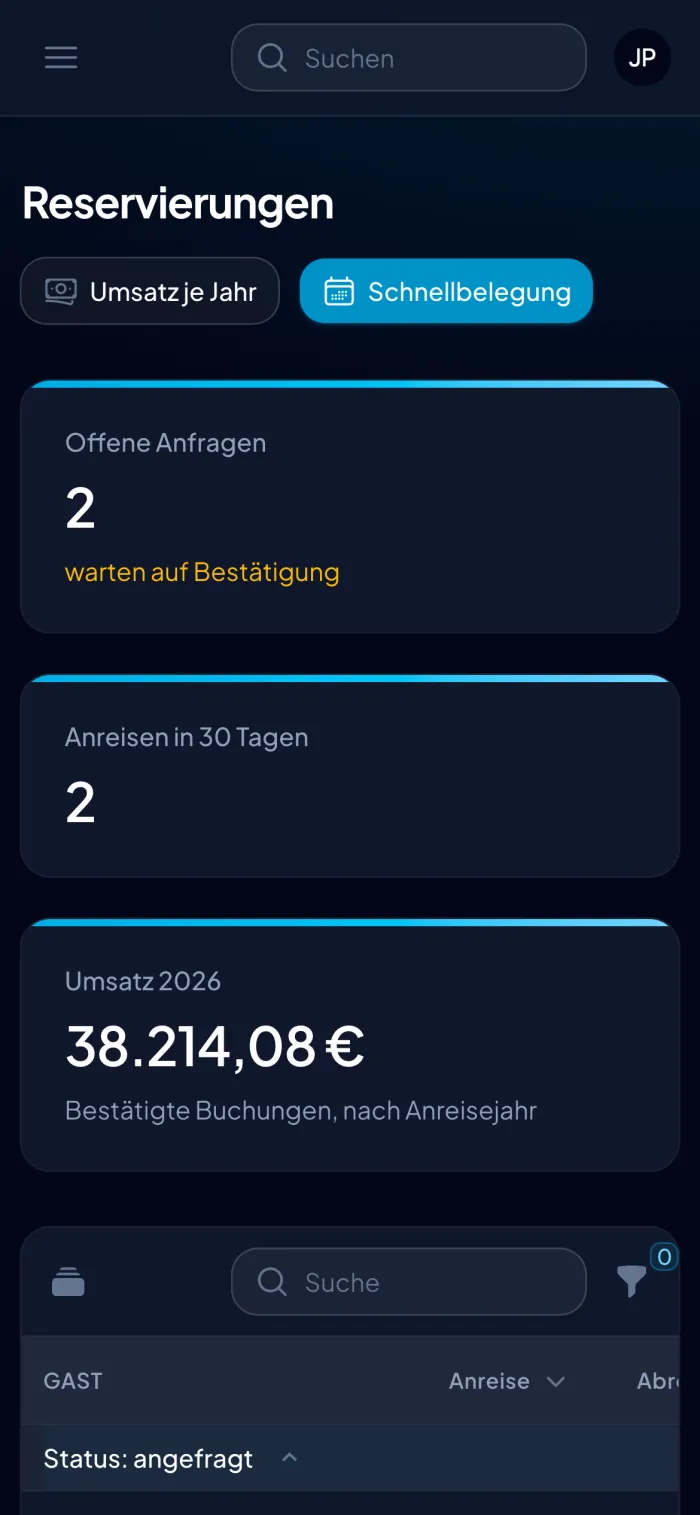 Suchen
JP
Reservierungen
Umsatz je Jahr
Schnellbelegung
Offene Anfragen
2
warten auf Bestätigung
Anreisen in 30 Tagen
2
Umsatz 2026
38.214,08 €
Bestätigte Buchungen, nach Anreisejahr
0
Suche
GAST Anreise
Status: angefragt